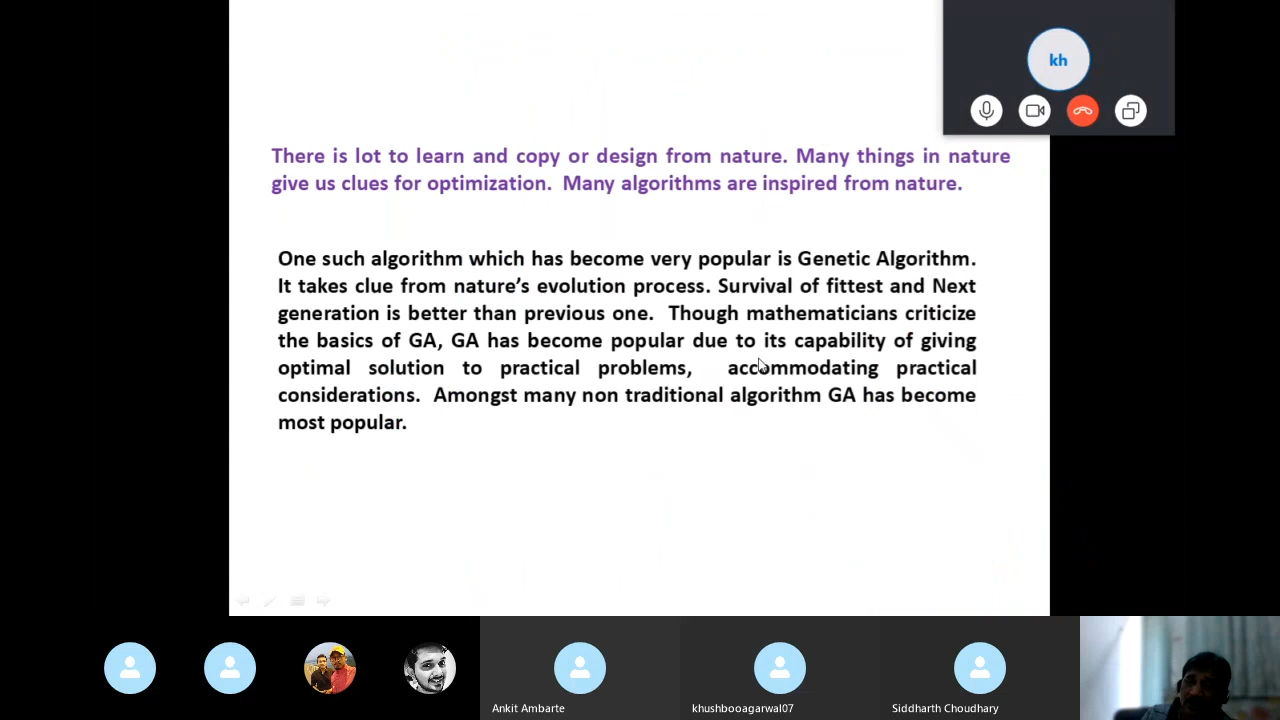 kh
There is lot to learn and copy or design from nature. Many things in nature
give us clues for optimization.  Many algorithms are inspired from nature.
One such algorithm which has become very popular is Genetic Algorithm.
It takes clue from nature’s evolution process. Survival of fittest and Next
generation is better than previous one.  Though mathematicians criticize
the basics of GA, GA has become popular due to its capability of giving
optimal solution to practical problems,  accommodating practical
considerations.  Amongst many non traditional algorithm GA has become
most popular.
Ankit Ambarte
khushbooagarwal07
Siddharth Choudhary